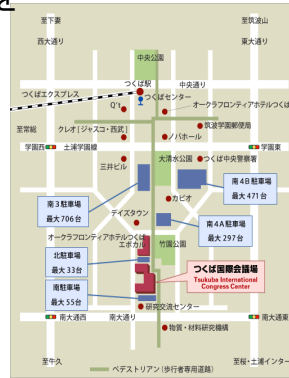 至下妻
至筑波山
西大通り
東大通り
中央公園
つくば駅
中央通り
つくばエクスプレス
つくばセンター
Q't
オークラフロンティアホテルつくば
至常総
クレオ [ジャスコ・西武]
筑波学園郵便局
ノバホール
学園西
土浦学園線
学園東
大清水公園
つくば中央警察署
三井ビル
南4B駐車場
最大 471台
南3駐車場
最大 706台
カピオ
デイズタウン
南4A駐車場
最大 297台
オークラフロンティアホテルつくば
エポカル
竹園公園
北駐車場
最大 33台
つくば国際会議場
Tsukuba International
Congress Center
南駐車場
最大 55台
研究交流センター
南大通西
南大通り
南大通東
物質・材料研究機構
至牛久
至桜・土浦インター
ペデストリアン (歩行者専用道路)